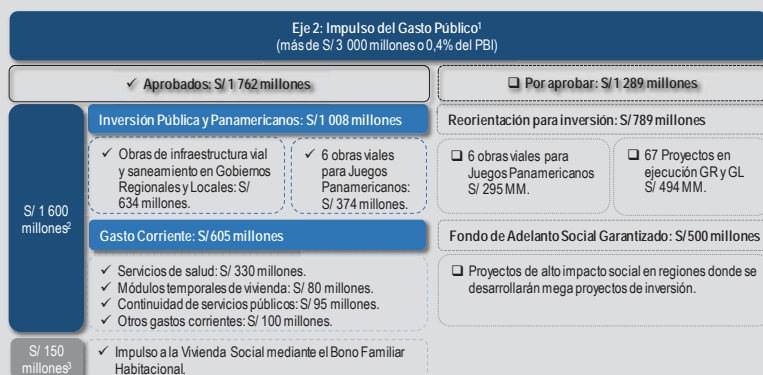 Eje 2: Impulso del Gasto Público¹
(más de S/ 3 000 millones o 0,4% del PBI)
✓ Aprobados: S/ 1 762 millones
❑ Por aprobar: S/ 1 289 millones
S/ 1 600
millones²
Inversión Pública y Panamericanos: S/ 1 008 millones
✓ Obras de infraestructura vial
y saneamiento en Gobiernos
Regionales y Locales: S/
634 millones.
✓ 6 obras viales
para Juegos
Panamericanos:
S/ 374 millones.
Gasto Corriente: S/ 605 millones
✓ Servicios de salud: S/ 330 millones.
✓ Módulos temporales de vivienda: S/ 80 millones.
✓ Continuidad de servicios públicos: S/ 95 millones.
✓ Otros gastos corrientes: S/ 100 millones.
S/ 150
millones³
✓ Impulso a la Vivienda Social mediante el Bono Familiar
Habitacional.
Reorientación para inversión: S/ 789 millones
❑ 6 obras viales para
Juegos Panamericanos
S/ 295 MM.
❑ 67 Proyectos en
ejecución GR y GL
S/ 494 MM.
Fondo de Adelanto Social Garantizado: S/ 500 millones
❑ Proyectos de alto impacto social en regiones donde se
desarrollarán mega proyectos de inversión.